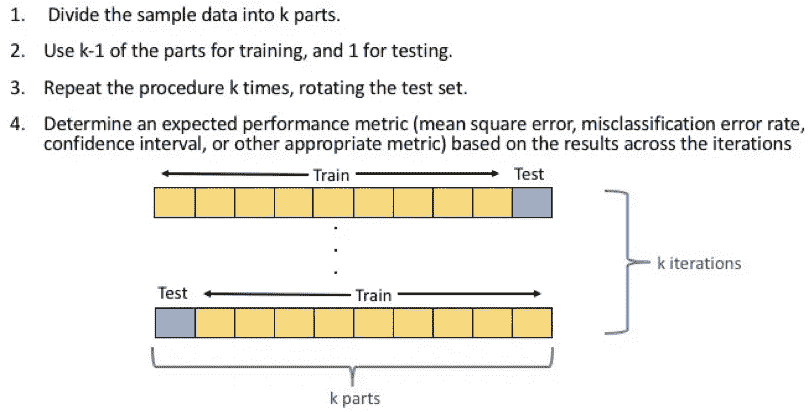 1. Divide the sample data into k parts.
2. Use k-1 of the parts for training, and 1 for testing.
3. Repeat the procedure k times, rotating the test set.
4. Determine an expected performance metric (mean square error, misclassification error rate,
confidence interval, or other appropriate metric) based on the results across the iterations
Train Test
k iterations
Test Train
k parts